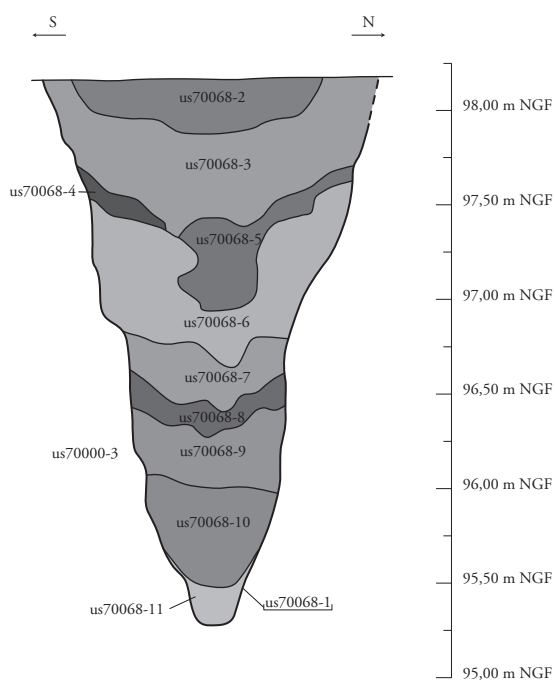 S
N
us70068-2
98,00 m NGF
us70068-3
us70068-4
97,50 m NGF
us70068-5
97,00 m NGF
us70068-6
us70068-7
96,50 m NGF
us70068-8
us70000-3
us70068-9
96,00 m NGF
us70068-10
95,50 m NGF
us70068-11
us70068-1
95,00 m NGF